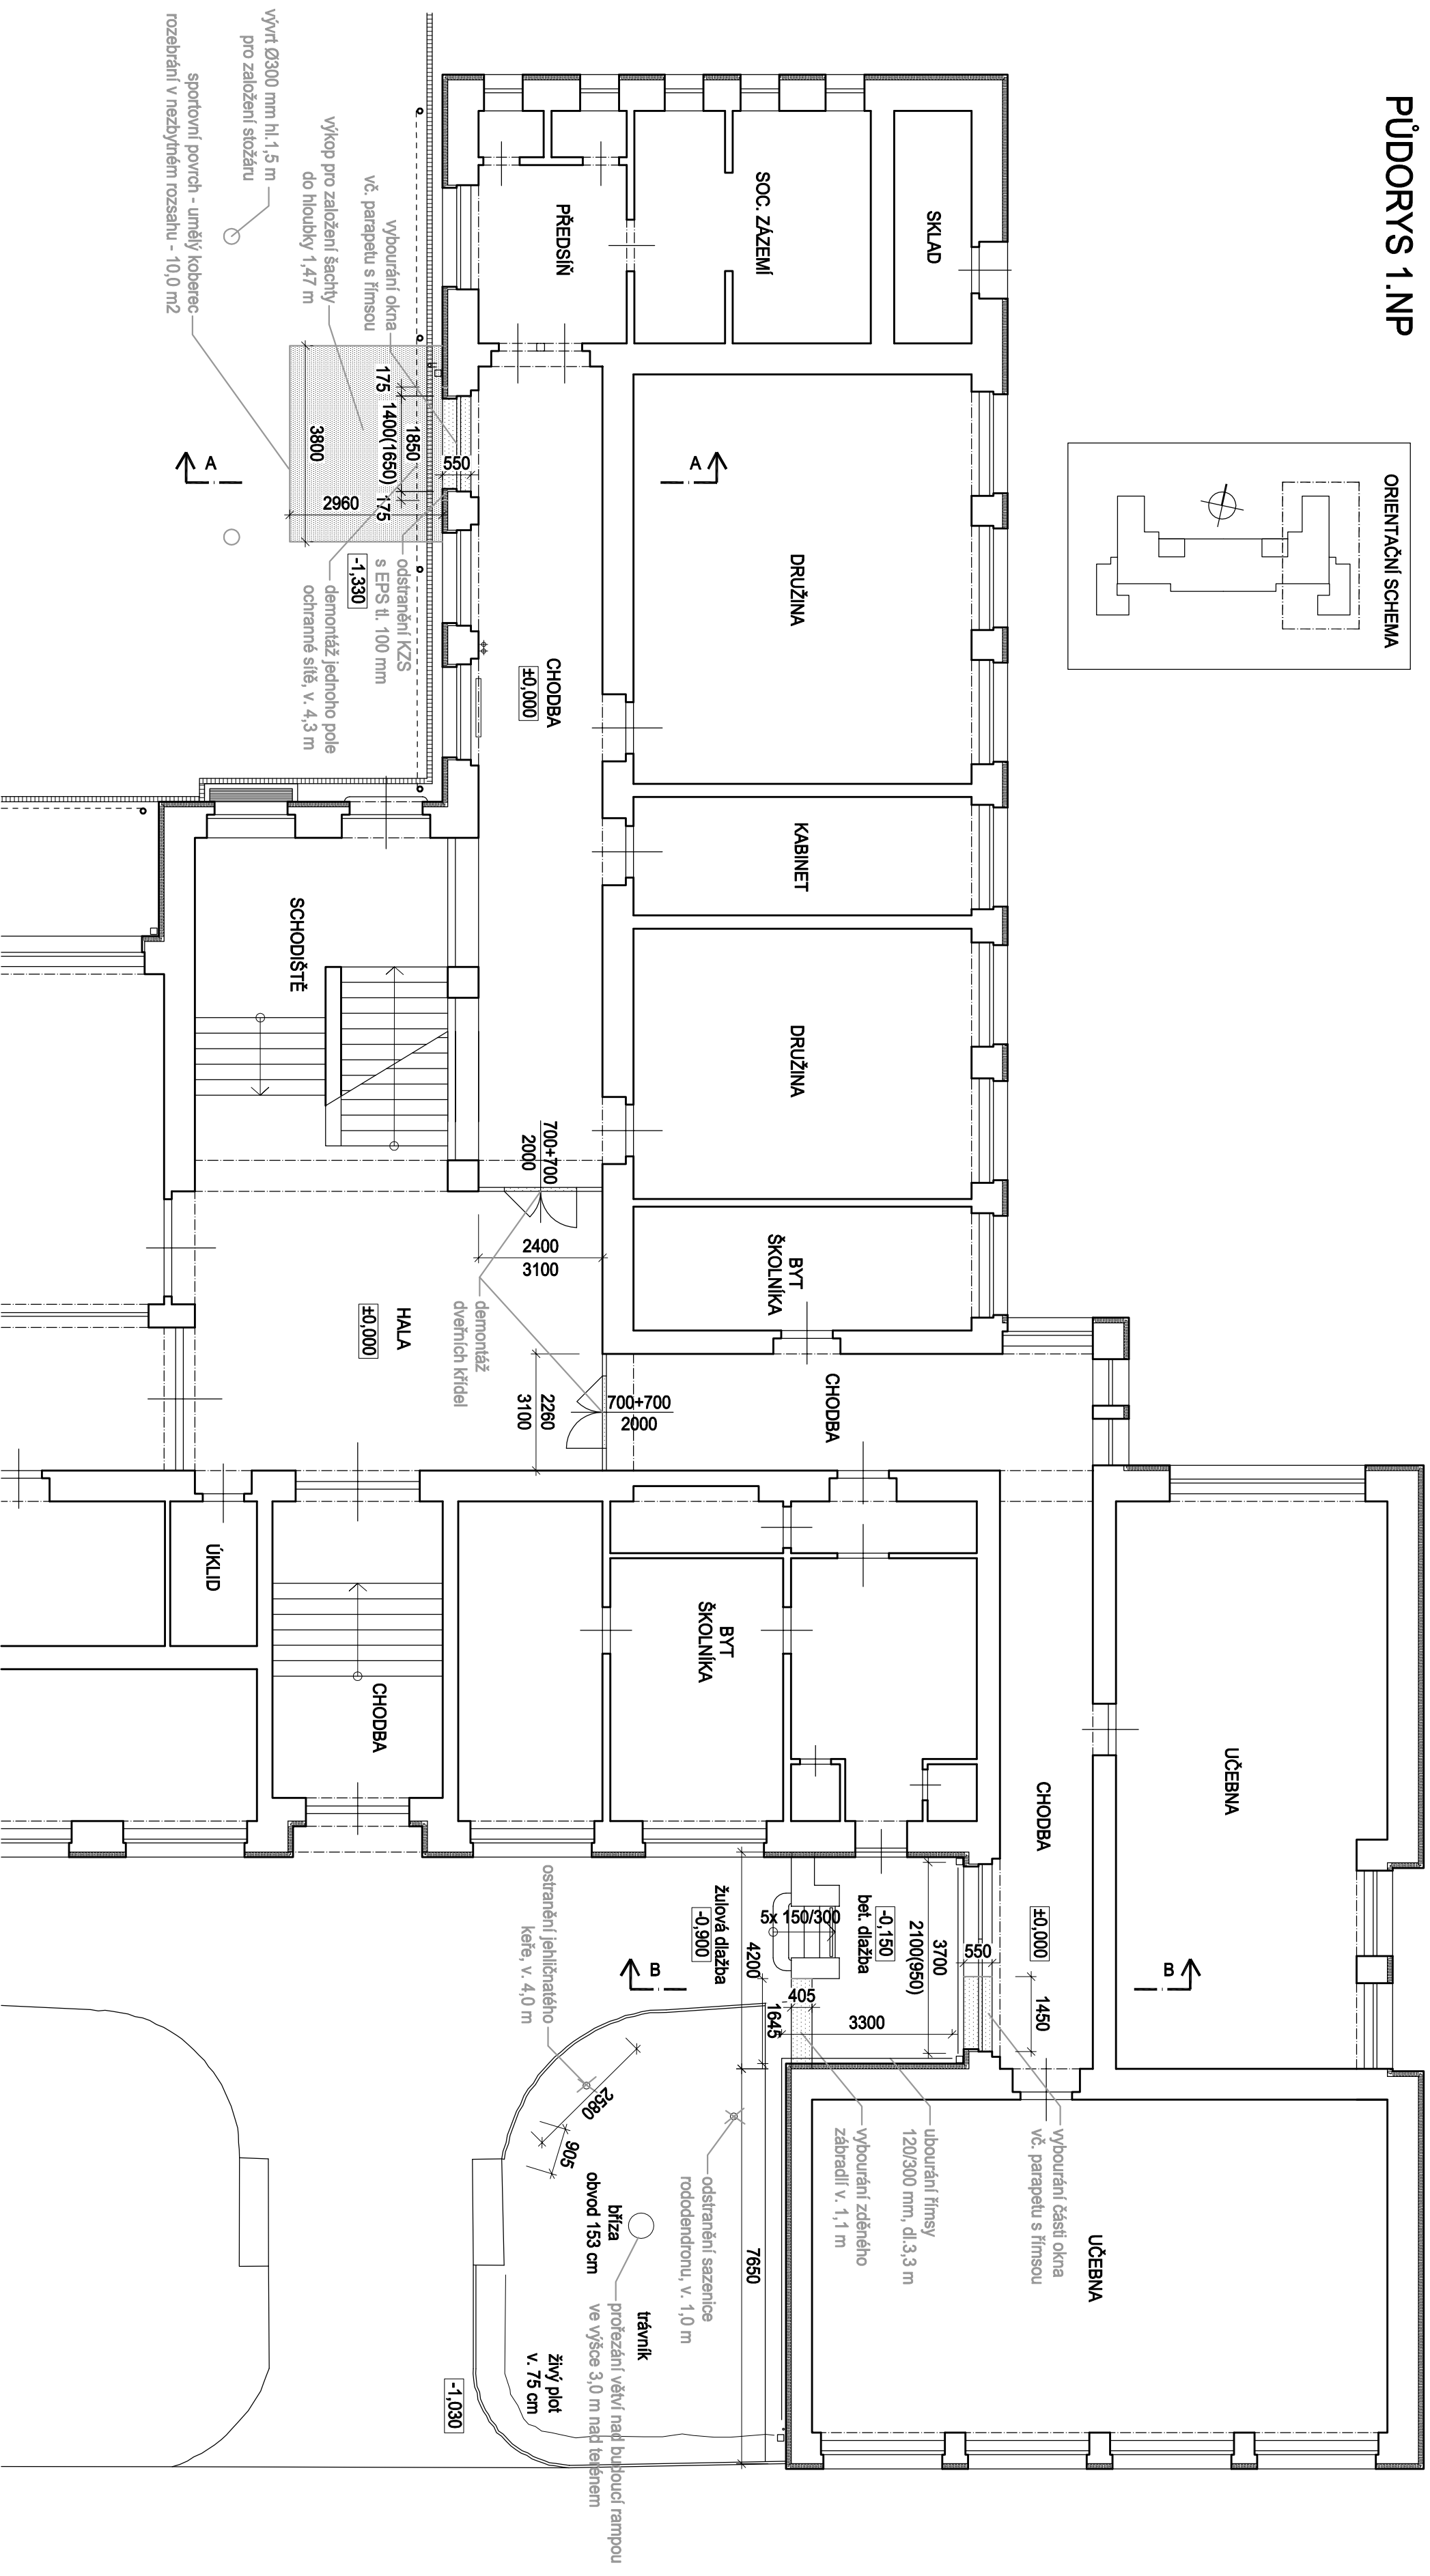 PŮDORYS 1.NP
ORIENTAČNÍ SCHEMA
SKLAD
SOC. ZÁZEMÍ
PŘEDSÍŇ
DRUŽINA
KABINET
DRUŽINA
BYT
ŠKOLNÍKA
CHODBA
±0,000
A
A
550
175
1400(1650)
175
1850
3800
2960
-1,330
vybourání okna
vč. parapetu s římsou
výkop pro založení šachty
do hloubky 1,47 m
vývrt Ø300 mm hl.1,5 m
pro založení stožáru
sportovní povrch - umělý koberec
rozebrání v nezbytném rozsahu - 10,0 m2
odstranění KZS
s EPS tl. 100 mm
demontáž jednoho pole
ochranné sítě, v. 4,3 m
SCHODIŠTĚ
700+700
2000
2400
3100
demontáž
dveřních křídel
HALA
±0,000
2260
3100
700+700
2000
CHODBA
ÚKLID
CHODBA
BYT
ŠKOLNÍKA
UČEBNA
CHODBA
±0,000
B
B
550
1450
3700
2100(950)
-0,150
bet. dlažba
5x 150/300
žulová dlažba
-0,900
4200
405
1645
3300
7650
vybourání části okna
vč. parapetu s římsou
ubourání římsy
120/300 mm, dl.3,3 m
vybourání zděného
zábradlí v. 1,1 m
UČEBNA
odstranění sazenice
rododendronu, v. 1,0 m
ostranění jehličnatého
keře, v. 4,0 m
2580
905
bříza
obvod 153 cm
prořezání větví nad budoucí rampou
ve výšce 3,0 m nad terénem
trávník
živý plot
v. 75 cm
-1,030